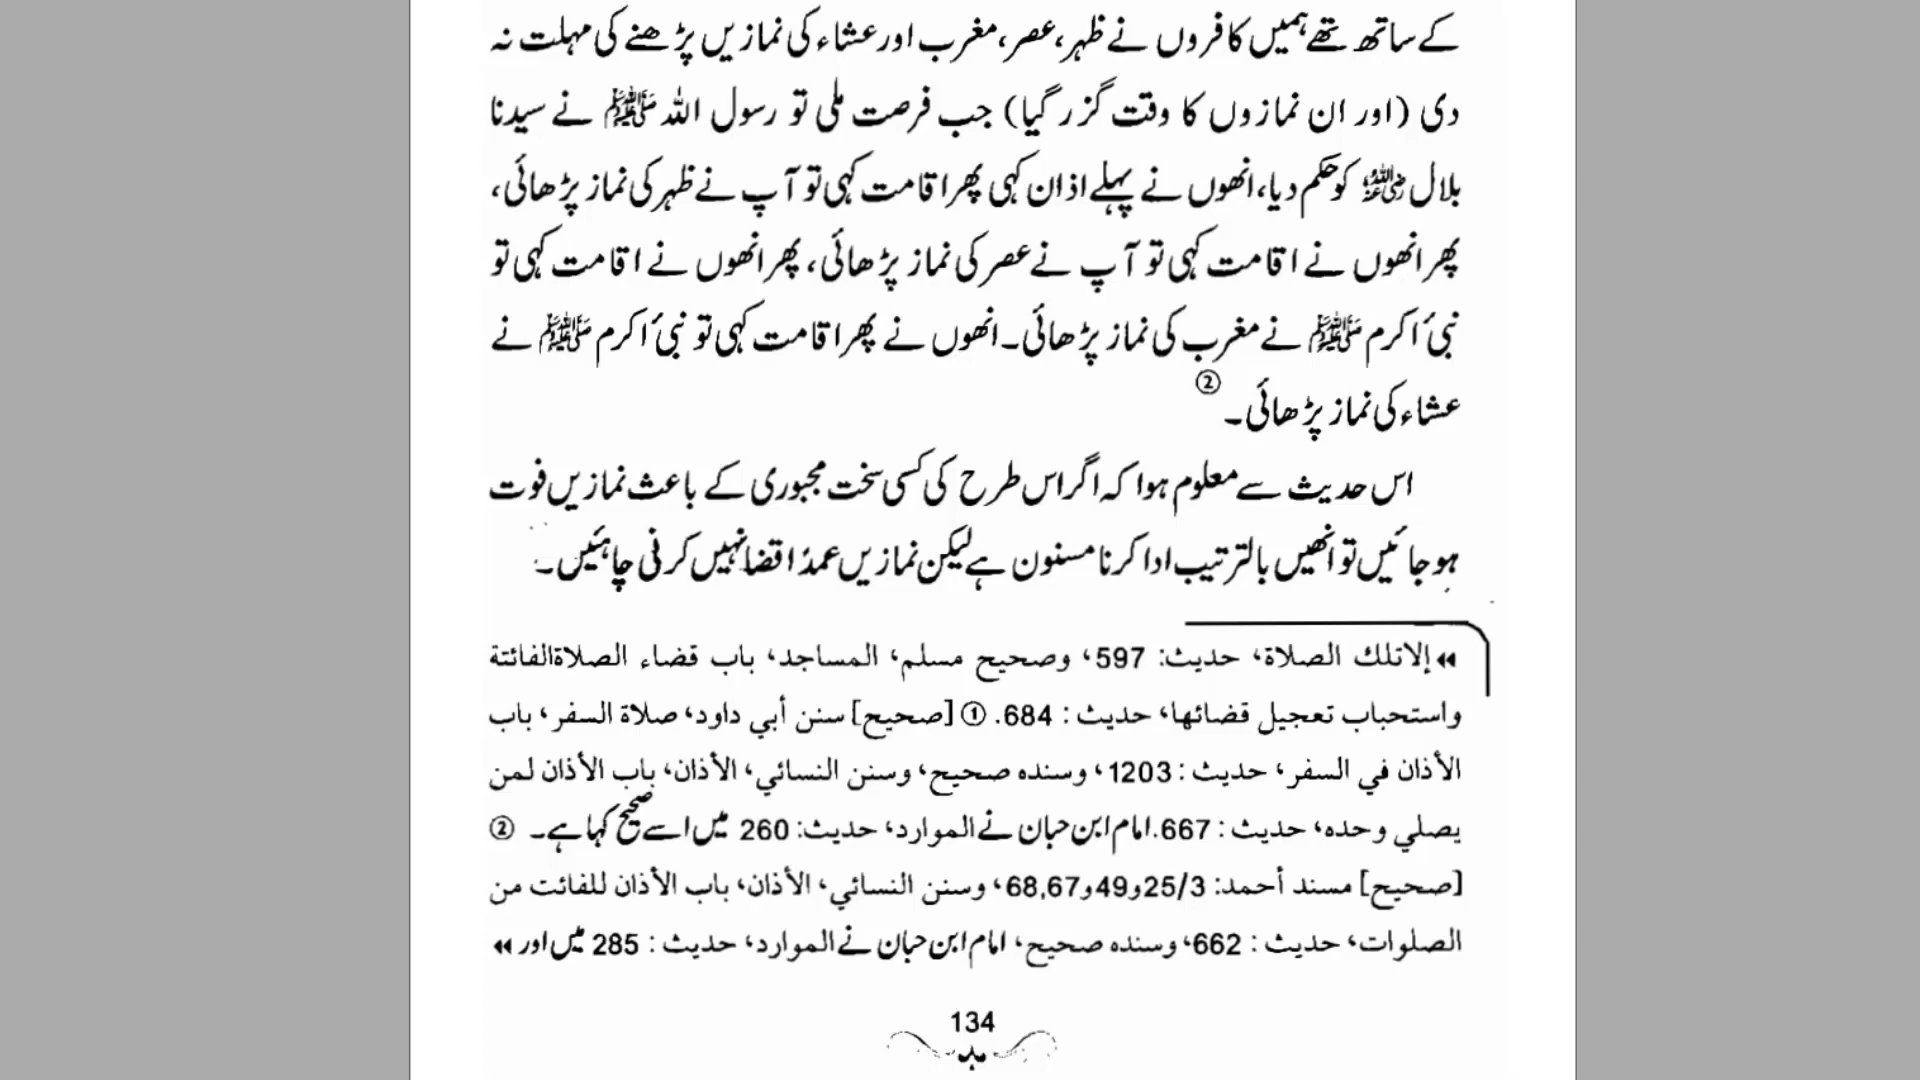 کے ساتھ تھے ہمیں کافروں نے ظہر، عصر، مغرب اور عشاء کی نمازیں پڑھنے کی مہلت نہ
دی (اور ان نمازوں کا وقت گزر گیا) جب فرصت ملی تو رسول اللہ ﷺ نے سیدنا
بلال رضی اللہ عنہ کو حکم دیا، انھوں نے پہلے اذان کہی پھر اقامت کہی تو آپ نے ظہر کی نماز پڑھائی،
پھر انھوں نے اقامت کہی تو آپ نے عصر کی نماز پڑھائی، پھر انھوں نے اقامت کہی تو
نبیٔ اکرم ﷺ نے مغرب کی نماز پڑھائی۔ انھوں نے پھر اقامت کہی تو نبیٔ اکرم ﷺ نے
عشاء کی نماز پڑھائی۔ ②
اس حدیث سے معلوم ہوا کہ اگر اس طرح کی کسی سخت مجبوری کے باعث نمازیں فوت
ہو جائیں تو انھیں بالترتیب ادا کرنا مسنون ہے لیکن نمازیں عمداً قضا نہیں کرنی چاہئیں۔
◄◄ إلا تلك الصلاة، حديث: 597، وصحيح مسلم، المساجد، باب قضاء الصلاة الفائتة
واستحباب تعجيل قضائها، حديث : 684. ① [صحيح] سنن أبي داود، صلاة السفر، باب
الأذان في السفر، حديث : 1203، وسنده صحيح، وسنن النسائي، الأذان، باب الأذان لمن
يصلي وحده، حديث : 667. امام ابن حبان نے الموارد، حديث: 260 میں اسے صحیح کہا ہے۔ ②
[صحيح] مسند أحمد: 25/3 و49 و68,67، وسنن النسائي، الأذان، باب الأذان للفائت من
الصلوات، حديث : 662، وسنده صحيح، امام ابن حبان نے الموارد، حديث : 285 میں اور ◄◄
134